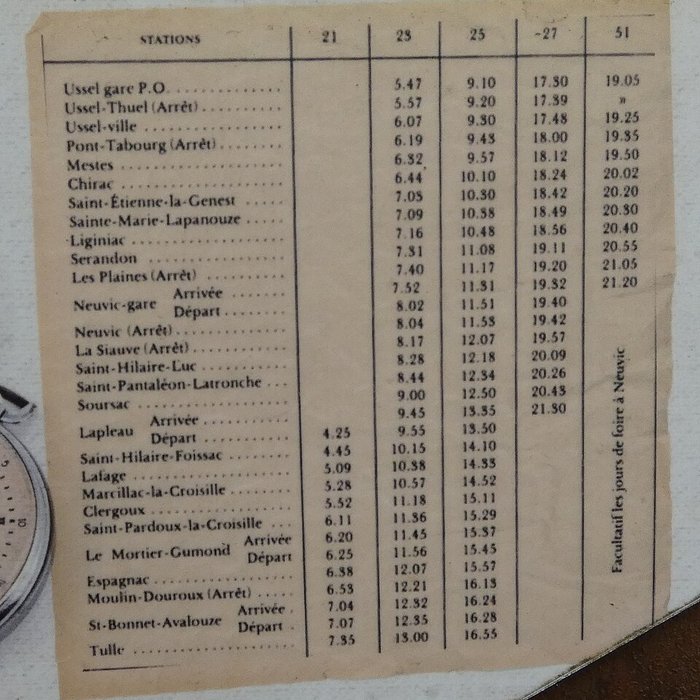 STATIONS 21 23 25 27 51
Ussel gare P.O. 5.47 9.10 17.30 19.05
Ussel-Thuel (Arrêt) 5.57 9.20 17.39 »
Ussel-ville 6.07 9.30 17.48 19.25
Pont-Tabourg (Arrêt) 6.19 9.43 18.00 19.35
Mestes 6.32 9.57 18.12 19.50
Chirac 6.44 10.10 18.24 20.02
Saint-Étienne-la-Genest 7.03 10.30 18.42 20.20
Sainte-Marie-Lapanouze 7.09 10.38 18.49 20.30
Liginiac 7.16 10.48 18.56 20.40
Serandon 7.31 11.08 19.11 20.55
Les Plaines (Arrêt) 7.40 11.17 19.20 21.05
Neuvic-gare Arrivée 7.52 11.31 19.32 21.20
Départ 8.02 11.51 19.40
Neuvic (Arrêt) 8.04 11.53 19.42
La Siauve (Arrêt) 8.17 12.07 19.57
Saint-Hilaire-Luc 8.28 12.18 20.09
Saint-Pantaléon-Latronche 8.44 12.34 20.26
Soursac 9.00 12.50 20.43
Lapleau Arrivée 9.45 13.35 21.30
Départ 4.25 9.55 13.50
Saint-Hilaire-Foissac 4.45 10.15 14.10
Lafage 5.09 10.38 14.33
Marcillac-la-Croisille 5.28 10.57 14.52
Clergoux 5.52 11.18 15.11
Saint-Pardoux-la-Croisille 6.11 11.36 15.29
Le Mortier-Gumond Arrivée 6.20 11.45 15.37
Départ 6.25 11.56 15.45
Espagnac 6.38 12.07 15.57
Moulin-Douroux (Arrêt) 6.53 12.21 16.13
St-Bonnet-Avalouze Arrivée 7.04 12.32 16.24
Départ 7.07 12.35 16.28
Tulle 7.35 13.00 16.55
Facultatif les jours de foire à Neuvic